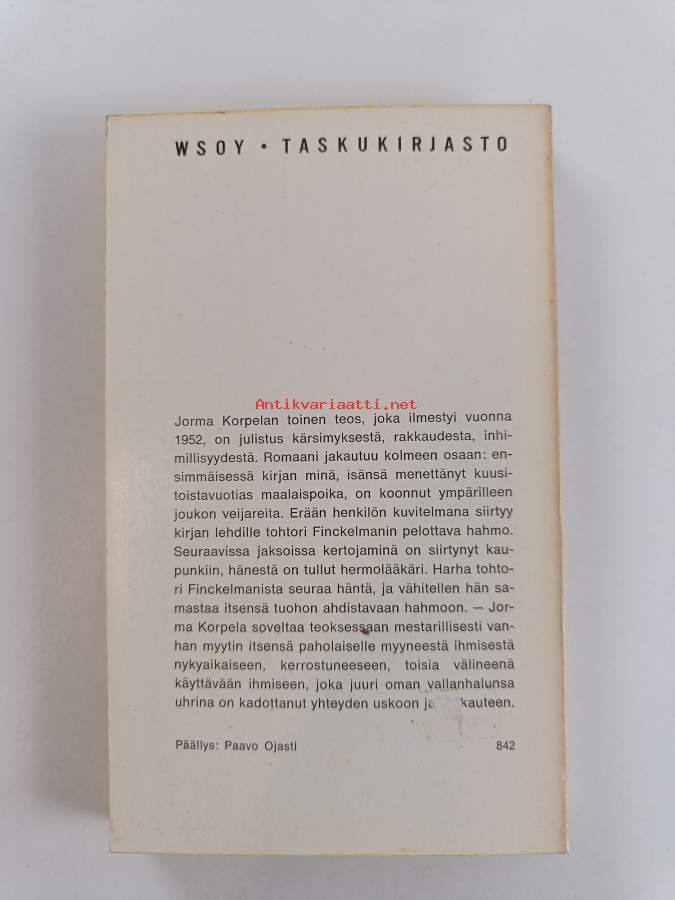 WSOY • TASKUKIRJASTO
Antikvariaatti.net
Jorma Korpelan toinen teos, joka ilmestyi vuonna
1952, on julistus kärsimyksestä, rakkaudesta, inhi-
millisyydestä. Romaani jakautuu kolmeen osaan: en-
simmäisessä kirjan minä, isänsä menettänyt kuusi-
toistavuotias maalaispoika, on koonnut ympärilleen
joukon veijareita. Erään henkilön kuvitelmana siirtyy
kirjan lehdille tohtori Finckelmanin pelottava hahmo.
Seuraavissa jaksoissa kertojaminä on siirtynyt kau-
punkiin, hänestä on tullut hermolääkäri. Harha tohto-
ri Finckelmanista seuraa häntä, ja vähitellen hän sa-
mastaa itsensä tuohon ahdistavaan hahmoon. — Jor-
ma Korpela soveltaa teoksessaan mestarillisesti van-
han myytin itsensä paholaiselle myyneestä ihmisestä
nykyaikaiseen, kerrostuneeseen, toisia välineenä
käyttävään ihmiseen, joka juuri oman vallanhalunsa
uhrina on kadottanut yhteyden uskoon
Päällys: Paavo Ojasti 842